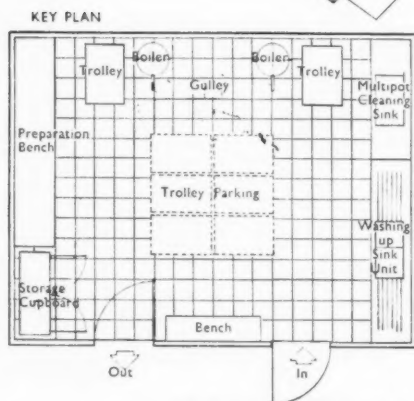 KEY PLAN
Trolley
Boiler
Boiler
Trolley
Gulley
Multipot
Cleaning
Sink
Preparation
Bench
Trolley Parking
Washing
up
Sink
Unit
Storage
Cupboard
Bench
Out
In